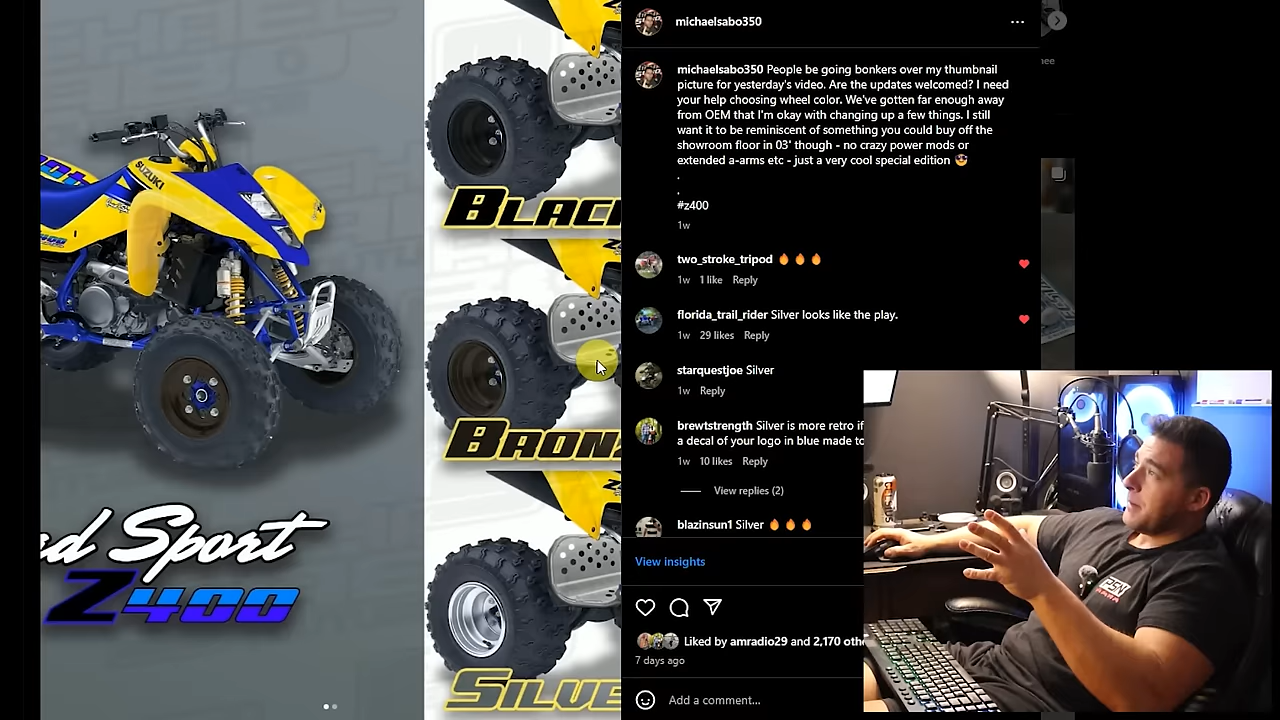 SUZUKI
Sport
Z400
BLAC
BRON
SILVE
michaelsabo350
michaelsabo350 People be going bonkers over my thumbnail
picture for yesterday's video. Are the updates welcomed? I need
your help choosing wheel color. We've gotten far enough away
from OEM that I'm okay with changing up a few things. I still
want it to be reminiscent of something you could buy off the
showroom floor in 03' though - no crazy power mods or
extended a-arms etc - just a very cool special edition 😎
.
.
#z400
1w
two_stroke_tripod 🔥🔥🔥
1w 1 like Reply
florida_trail_rider Silver looks like the play.
1w 29 likes Reply
starquestjoe Silver
1w Reply
brewtstrength Silver is more retro if
a decal of your logo in blue made to
1w 10 likes Reply
View replies (2)
blazinsun1 Silver 🔥🔥🔥
View insights
Liked by amradio29 and 2,170 oth
7 days ago
Add a comment...